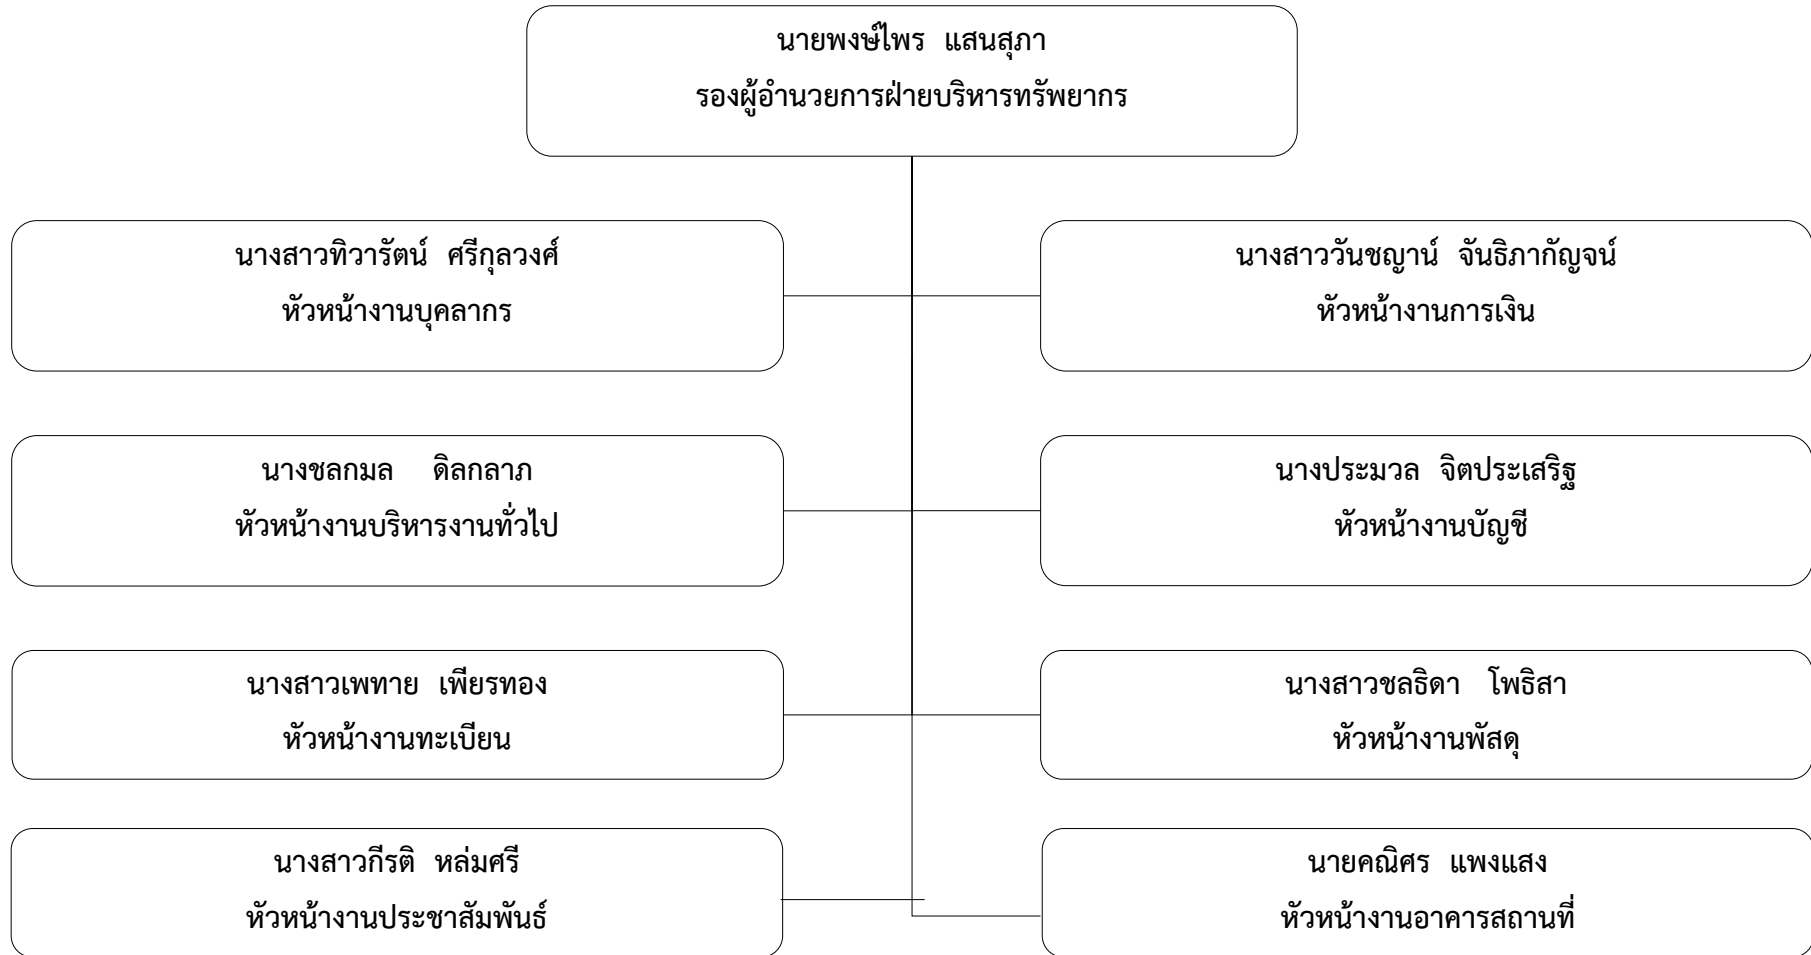 นายพงษ์ไพร แสนสุภา
รองผู้อำนวยการฝ่ายบริหารทรัพยากร
นางสาวทิวารัตน์ ศรีกุลวงศ์
หัวหน้างานบุคลากร
นางสาววันชญาน์ จันธิภากัญจน์
หัวหน้างานการเงิน
นางชลกมล ดิลกลาภ
หัวหน้างานบริหารงานทั่วไป
นางประมวล จิตประเสริฐ
หัวหน้างานบัญชี
นางสาวเพทาย เพียรทอง
หัวหน้างานทะเบียน
นางสาวชลธิดา โพธิสา
หัวหน้างานพัสดุ
นางสาวกีรติ หล่มศรี
หัวหน้างานประชาสัมพันธ์
นายคณิศร แพงแสง
หัวหน้างานอาคารสถานที่